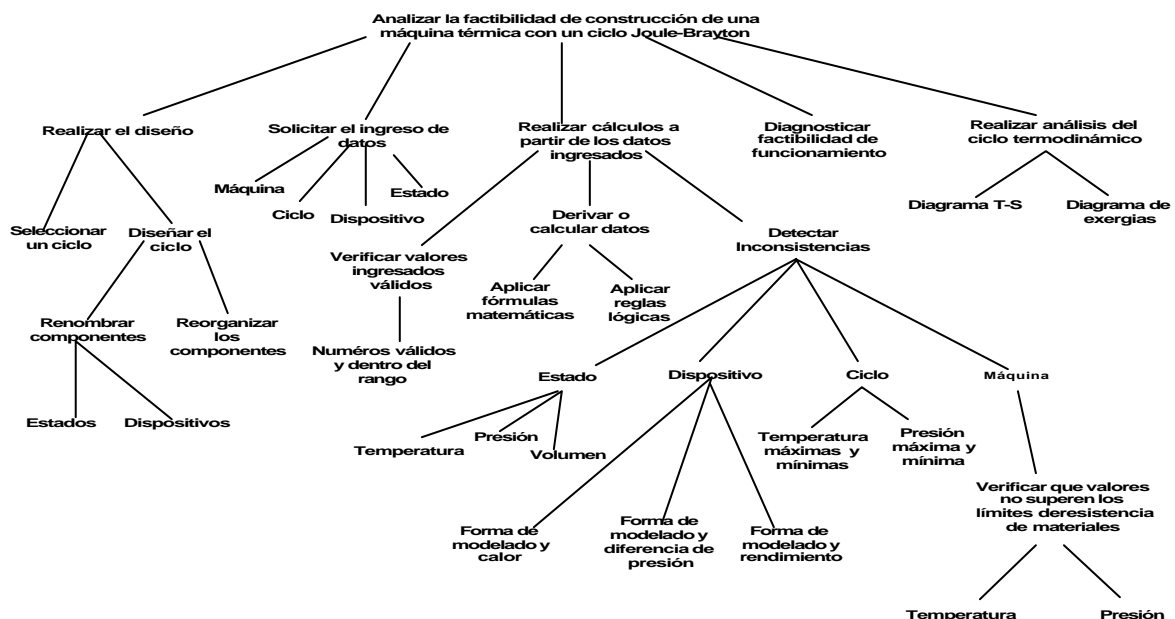 Analizar la factibilidad de construcción de una
máquina térmica con un ciclo Joule-Brayton
Realizar el diseño
Solicitar el ingreso de
datos
Realizar cálculos a
partir de los datos
ingresados
Diagnosticar
factibilidad de
funcionamiento
Realizar análisis del
ciclo termodinámico
Máquina
Ciclo
Dispositivo
Estado
Diagrama T-S
Diagrama de
exergias
Seleccionar
un ciclo
Diseñar el
ciclo
Verificar valores
ingresados
válidos
Derivar o
calcular datos
Detectar
Inconsistencias
Aplicar
fórmulas
matemáticas
Aplicar
reglas
lógicas
Renombrar
componentes
Reorganizar
los
componentes
Numéros válidos
y dentro del
rango
Estado
Dispositivo
Ciclo
Máquina
Estados
Dispositivos
Temperatura
Presión
Volumen
Temperatura
máximas y
mínimas
Presión
máxima y
mínima
Verificar que valores
no superen los
límites deresistencia
de materiales
Forma de
modelado y
calor
Forma de
modelado y
diferencia de
presión
Forma de
modelado y
rendimiento
Temperatura
Presión